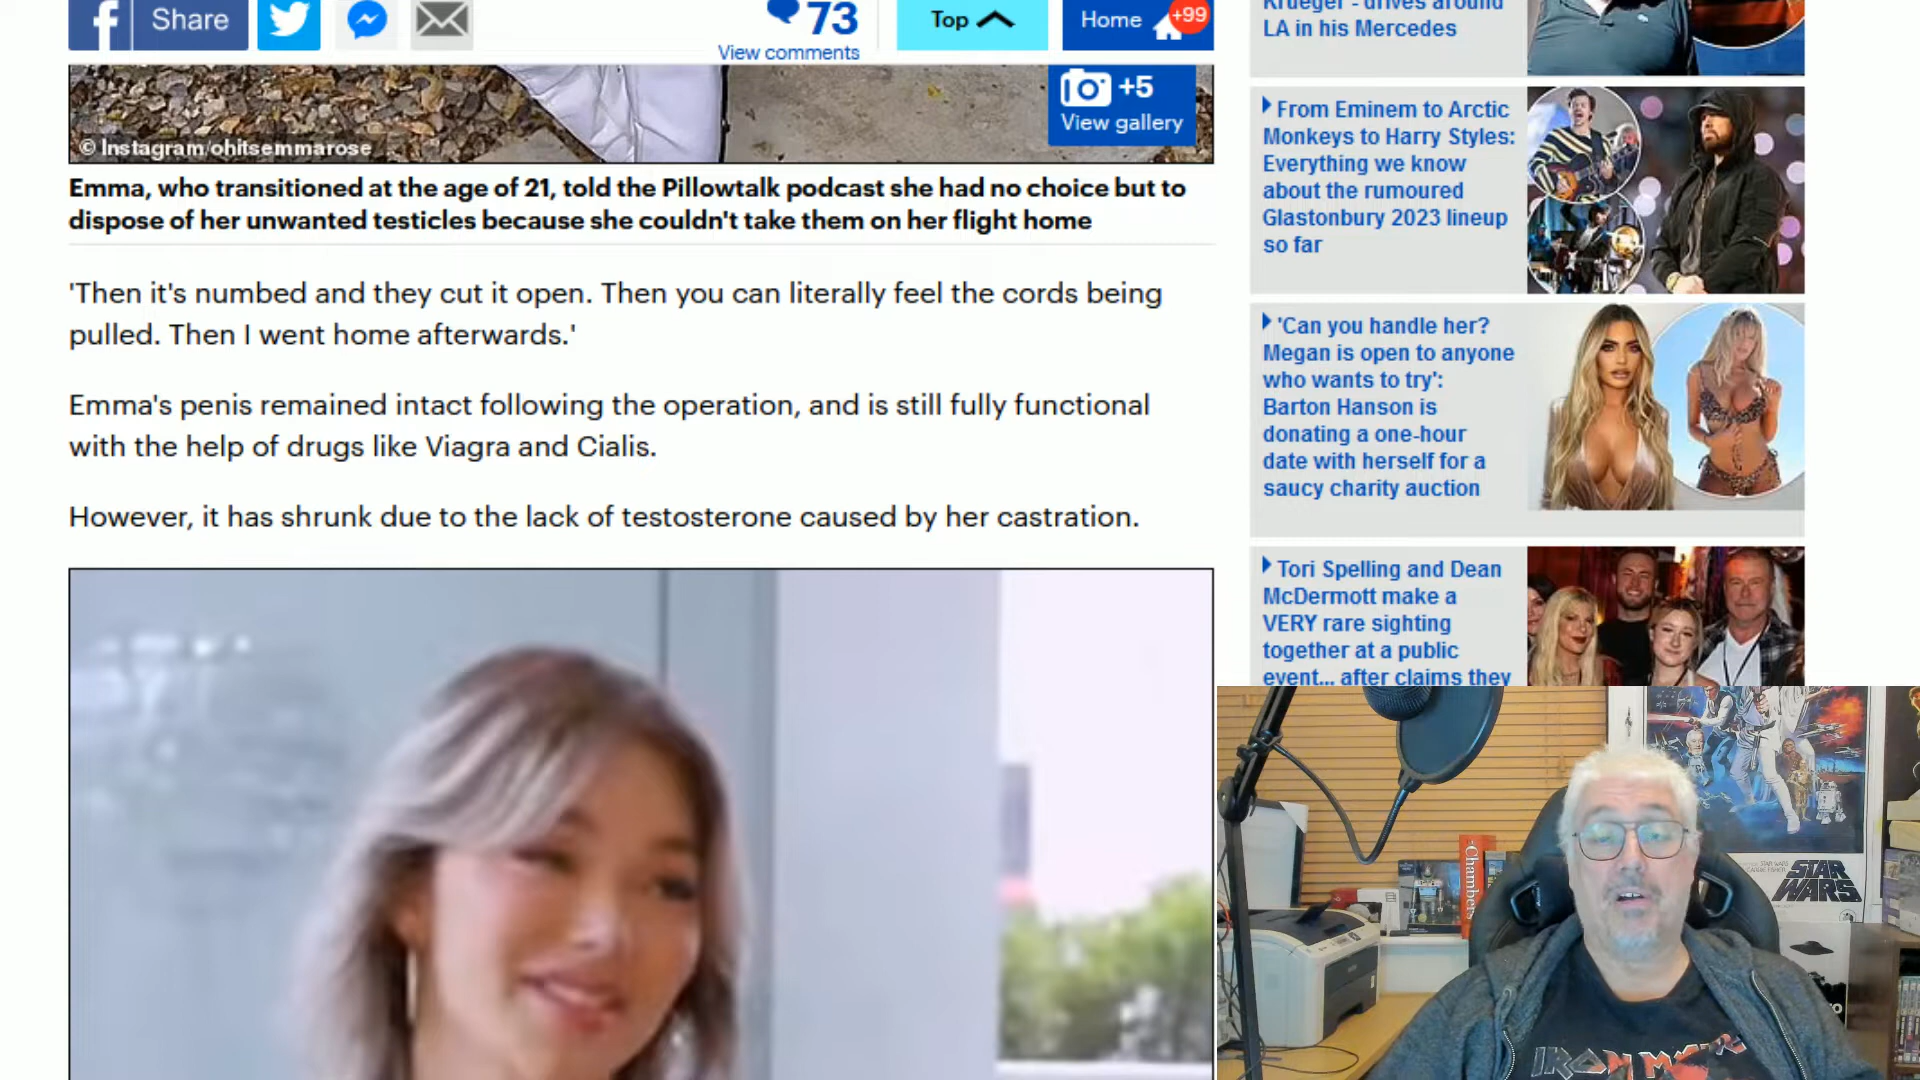 Share
73
View comments
Top
Home
+99
+5
View gallery
© Instagram/ohitsemmarose
Emma, who transitioned at the age of 21, told the Pillowtalk podcast she had no choice but to
dispose of her unwanted testicles because she couldn't take them on her flight home
'Then it's numbed and they cut it open. Then you can literally feel the cords being
pulled. Then I went home afterwards.'
Emma's penis remained intact following the operation, and is still fully functional
with the help of drugs like Viagra and Cialis.
However, it has shrunk due to the lack of testosterone caused by her castration.
Krueger - drives around
LA in his Mercedes
From Eminem to Arctic
Monkeys to Harry Styles:
Everything we know
about the rumoured
Glastonbury 2023 lineup
so far
'Can you handle her?
Megan is open to anyone
who wants to try':
Barton Hanson is
donating a one-hour
date with herself for a
saucy charity auction
Tori Spelling and Dean
McDermott make a
VERY rare sighting
together at a public
event... after claims they
Chambers
STAR
WARS
IRON